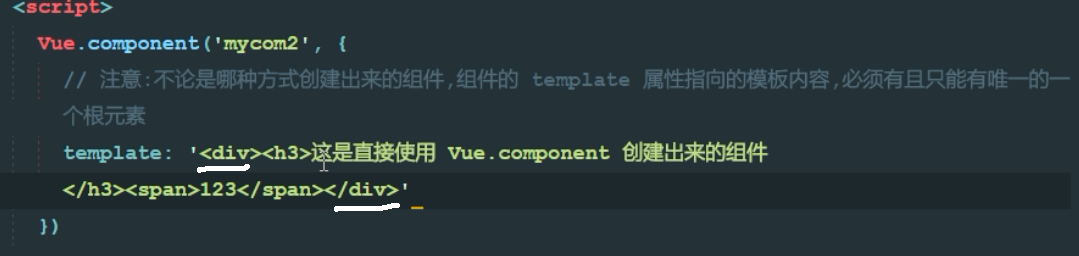 <script>
Vue.component('mycom2', {
// 注意:不论是哪种方式创建出来的组件,组件的 template 属性指向的模板内容,必须有且只能有唯一的一
个根元素
template: '<div><h3>这是直接使用 Vue.component 创建出来的组件
</h3><span>123</span></div>'
})